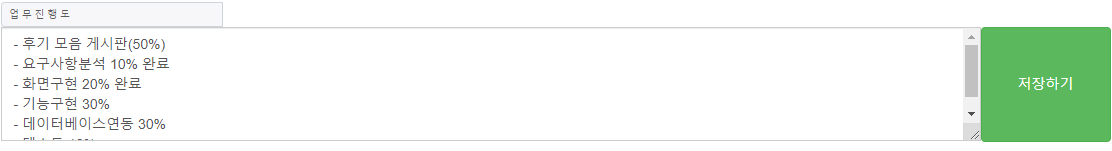 업무진행도
- 후기 모음 게시판(50%)
- 요구사항분석 10% 완료
- 화면구현 20% 완료
- 기능구현 30%
- 데이터베이스연동 30%
저장하기